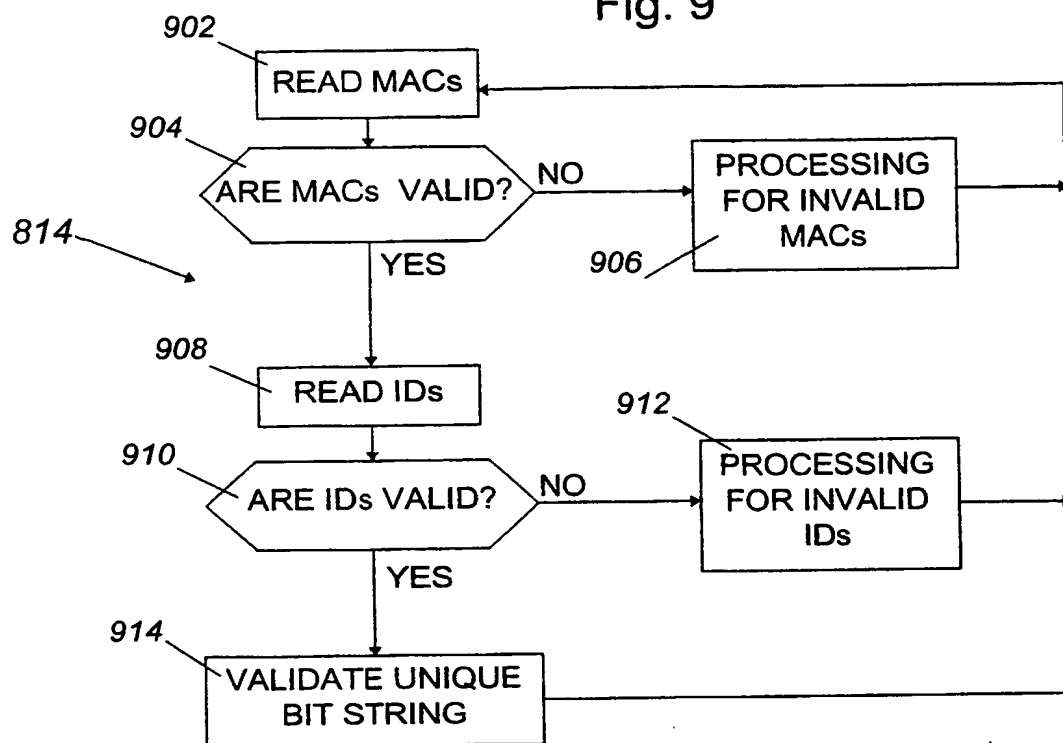 Fig. 9
902
READ MACs
904
ARE MACs VALID?
NO
PROCESSING
FOR INVALID
MACs
906
814
YES
908
READ IDs
910
ARE IDs VALID?
NO
912
PROCESSING
FOR INVALID
IDs
YES
914
VALIDATE UNIQUE
BIT STRING